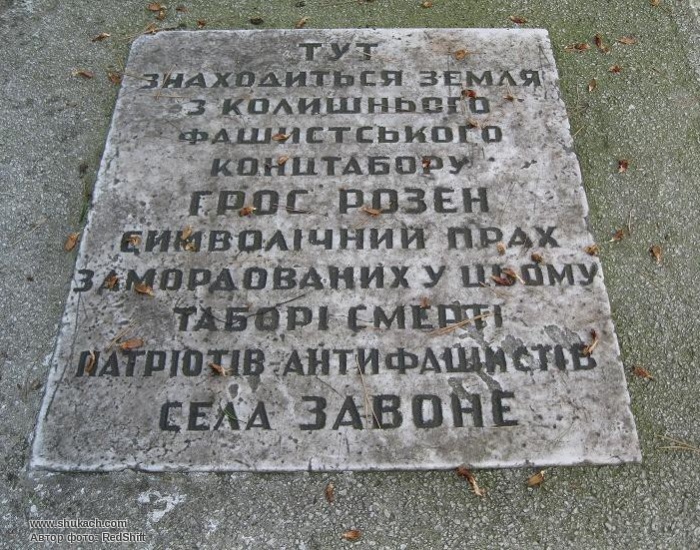 ТУТ
ЗНАХОДИТЬСЯ ЗЕМЛЯ
З КОЛИШНЬОГО
ФАШИСТСЬКОГО
КОНЦТАБОРУ
ГРОС РОЗЕН
СИМВОЛІЧНИЙ ПРАХ
ЗАМОРДОВАНИХ У ЦЬОМУ
ТАБОРІ СМЕРТІ
ПАТРІОТІВ АНТИФАШИСТІВ
СЕЛА ЗАВОНЕ
www.shukach.com
Автор фото: RedShift